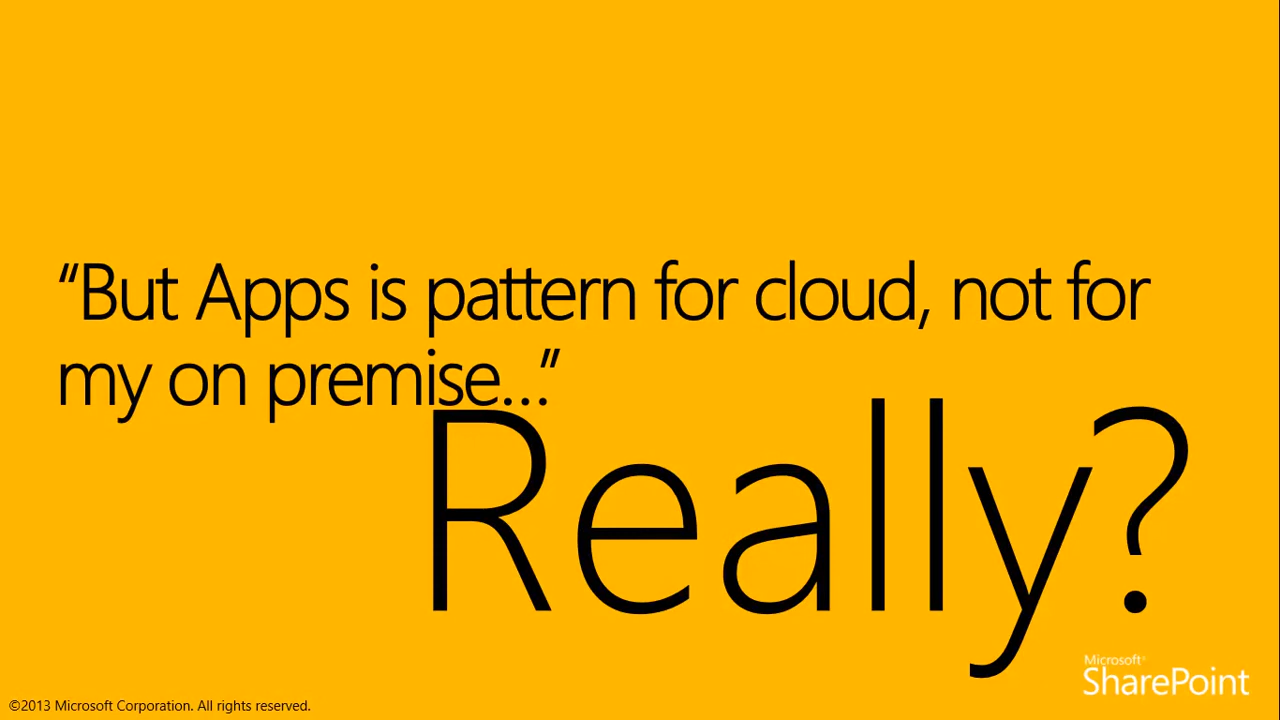 “But Apps is pattern for cloud, not for
my on premise...”
Really?
Microsoft®
SharePoint
©2013 Microsoft Corporation. All rights reserved.